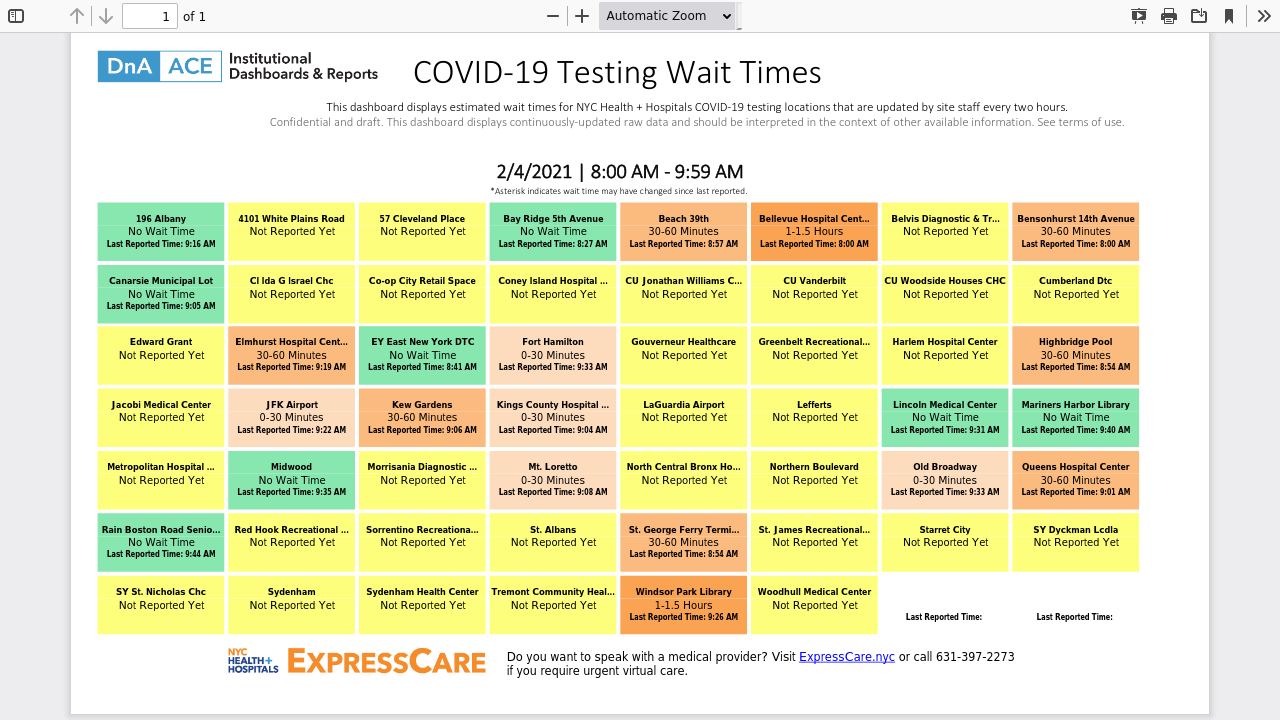 1 of 1
Automatic Zoom
DnA ACE Institutional Dashboards & Reports
COVID-19 Testing Wait Times
This dashboard displays estimated wait times for NYC Health + Hospitals COVID-19 testing locations that are updated by site staff every two hours.
Confidential and draft. This dashboard displays continuously-updated raw data and should be interpreted in the context of other available information. See terms of use.
2/4/2021 | 8:00 AM - 9:59 AM
*Asterisk indicates wait time may have changed since last reported.
196 Albany
No Wait Time
Last Reported Time: 9:16 AM
4101 White Plains Road
Not Reported Yet
57 Cleveland Place
Not Reported Yet
Bay Ridge 5th Avenue
No Wait Time
Last Reported Time: 8:27 AM
Beach 39th
30-60 Minutes
Last Reported Time: 8:57 AM
Bellevue Hospital Cent...
1-1.5 Hours
Last Reported Time: 8:00 AM
Belvis Diagnostic & Tr...
Not Reported Yet
Bensonhurst 14th Avenue
30-60 Minutes
Last Reported Time: 8:00 AM
Canarsie Municipal Lot
No Wait Time
Last Reported Time: 9:05 AM
CI Ida G Israel Chc
Not Reported Yet
Co-op City Retail Space
Not Reported Yet
Coney Island Hospital ...
Not Reported Yet
CU Jonathan Williams C...
Not Reported Yet
CU Vanderbilt
Not Reported Yet
CU Woodside Houses CHC
Not Reported Yet
Cumberland Dtc
Not Reported Yet
Edward Grant
Not Reported Yet
Elmhurst Hospital Cent...
30-60 Minutes
Last Reported Time: 9:19 AM
EY East New York DTC
No Wait Time
Last Reported Time: 8:41 AM
Fort Hamilton
0-30 Minutes
Last Reported Time: 9:33 AM
Gouverneur Healthcare
Not Reported Yet
Greenbelt Recreational...
Not Reported Yet
Harlem Hospital Center
Not Reported Yet
Highbridge Pool
30-60 Minutes
Last Reported Time: 8:54 AM
Jacobi Medical Center
Not Reported Yet
JFK Airport
0-30 Minutes
Last Reported Time: 9:22 AM
Kew Gardens
30-60 Minutes
Last Reported Time: 9:06 AM
Kings County Hospital ...
0-30 Minutes
Last Reported Time: 9:04 AM
LaGuardia Airport
Not Reported Yet
Lefferts
Not Reported Yet
Lincoln Medical Center
No Wait Time
Last Reported Time: 9:31 AM
Mariners Harbor Library
No Wait Time
Last Reported Time: 9:40 AM
Metropolitan Hospital ...
Not Reported Yet
Midwood
No Wait Time
Last Reported Time: 9:35 AM
Morrisania Diagnostic ...
Not Reported Yet
Mt. Loretto
0-30 Minutes
Last Reported Time: 9:08 AM
North Central Bronx Ho...
Not Reported Yet
Northern Boulevard
Not Reported Yet
Old Broadway
0-30 Minutes
Last Reported Time: 9:33 AM
Queens Hospital Center
30-60 Minutes
Last Reported Time: 9:01 AM
Rain Boston Road Senio...
No Wait Time
Last Reported Time: 9:44 AM
Red Hook Recreational ...
Not Reported Yet
Sorrentino Recreationa...
Not Reported Yet
St. Albans
Not Reported Yet
St. George Ferry Termi...
30-60 Minutes
Last Reported Time: 8:54 AM
St. James Recreational...
Not Reported Yet
Starret City
Not Reported Yet
SY Dyckman Lcdla
Not Reported Yet
SY St. Nicholas Chc
Not Reported Yet
Sydenham
Not Reported Yet
Sydenham Health Center
Not Reported Yet
Tremont Community Heal...
Not Reported Yet
Windsor Park Library
1-1.5 Hours
Last Reported Time: 9:26 AM
Woodhull Medical Center
Not Reported Yet
Last Reported Time:
Last Reported Time:
NYC
HEALTH+
HOSPITALS
EXPRESSCARE
Do you want to speak with a medical provider? Visit ExpressCare.nyc or call 631-397-2273
if you require urgent virtual care.